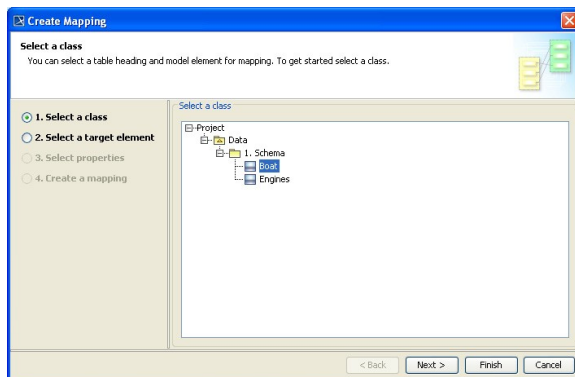 Create Mapping
Select a class
You can select a table heading and model element for mapping. To get started select a class.
1. Select a class
2. Select a target element
3. Select properties
4. Create a mapping
Select a class
Project
Data
1. Schema
Boat
Engines
< Back
Next >
Finish
Cancel